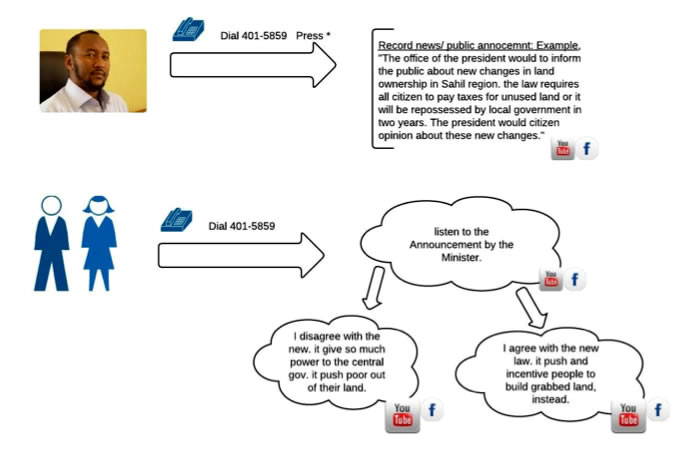 Dial 401-5859 Press *
Record news/ public annocemnt: Example,
"The office of the president would to inform
the public about new changes in land
ownership in Sahil region. the law requires
all citizen to pay taxes for unused land or it
will be repossessed by local government in
two years. The president would citizen
opinion about these new changes."
You
Tube
f
Dial 401-5859
listen to the
Announcement by the
Minister.
You
Tube
f
I disagree with the
new. it give so much
power to the central
gov. it push poor out
of their land.
You
Tube
f
I agree with the new
law. it push and
incentive people to
build grabbed land,
instead.
You
Tube
f